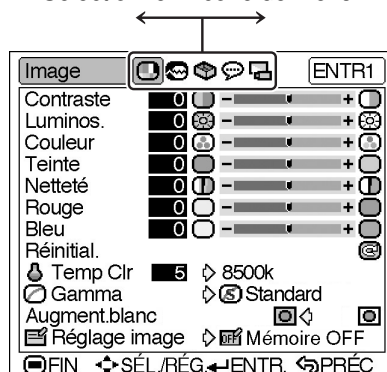 Image ENTR1
Contraste 0 - +
Luminos. 0 - +
Couleur 0 - +
Teinte 0 - +
Netteté 0 - +
Rouge 0 - +
Bleu 0 - +
Réinitial.
Temp Clr 5 8500k
Gamma S Standard
Augment.blanc
Réglage image OFF Mémoire OFF
FIN SÉL./RÉG. ENTR. PRÉC